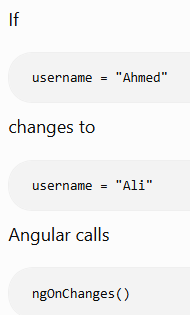 If
username = "Ahmed"
changes to
username = "Ali"
Angular calls
ngOnChanges()